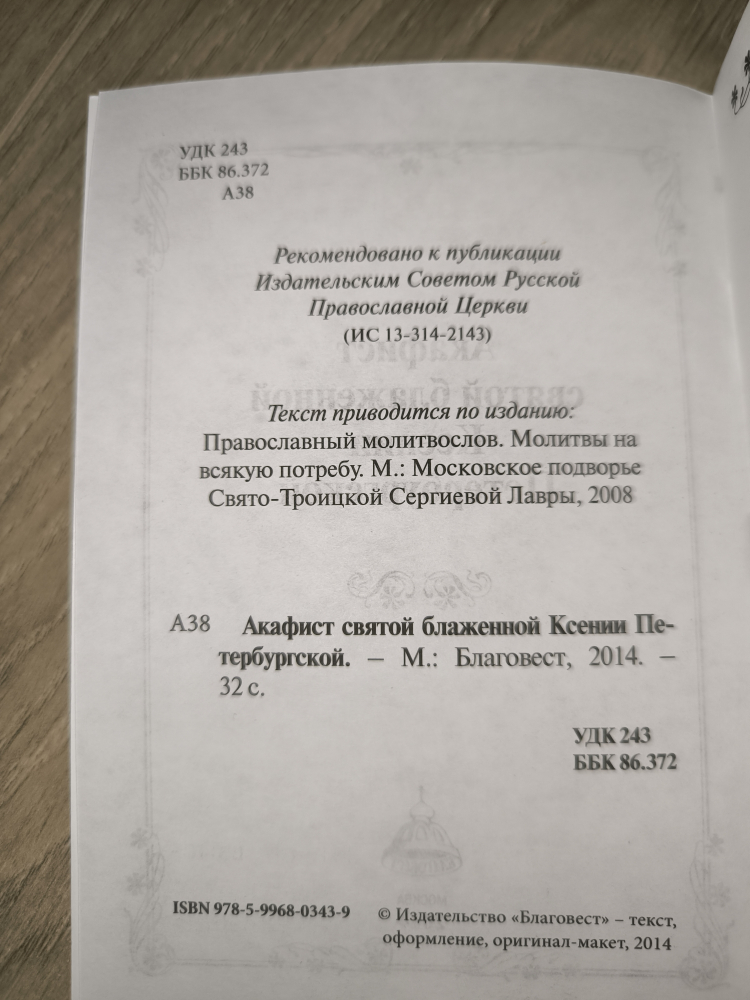 УДК 243
ББК 86.372
А38
Рекомендовано к публикации
Издательским Советом Русской
Православной Церкви
(ИС 13-314-2143)
Текст приводится по изданию:
Православный молитвослов. Молитвы на
всякую потребу. М.: Московское подворье
Свято-Троицкой Сергиевой Лавры, 2008
А38 Акафист святой блаженной Ксении Пе-
тербургской. – М.: Благовест, 2014. –
32 с.
УДК 243
ББК 86.372
ISBN 978-5-9968-0343-9
© Издательство «Благовест» – текст,
оформление, оригинал-макет, 2014